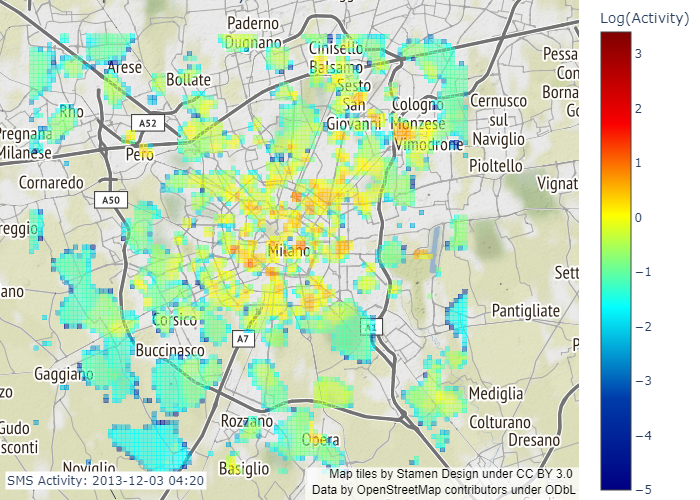 Log(Activity)
3
2
1
0
−1
−2
−3
−4
−5
Paderno
Dugnano
Cinisello
Balsamo
Arese
Bollate
Sesto
San
Giovanni
Cologno
Monzese
Cernusco
sul
Naviglio
Pessa
Con
Borna
Go
Rho
A52
Pregnana
Milanese
Pero
Vimodrone
Pioltello
Cornaredo
Vignat
A50
reggio
Milano
Sett
ano
Pantigliate
Corsico
A1
A7
P
Buccinasco
Gaggiano
zo
Mediglia
Rozzano
Colturano
Gudo
sconti
Opera
Dresano
Noviglio
Basiglio
SMS Activity: 2013-12-03 04:20
Map tiles by Stamen Design under CC BY 3.0
Data by OpenStreetMap contributors under ODbL